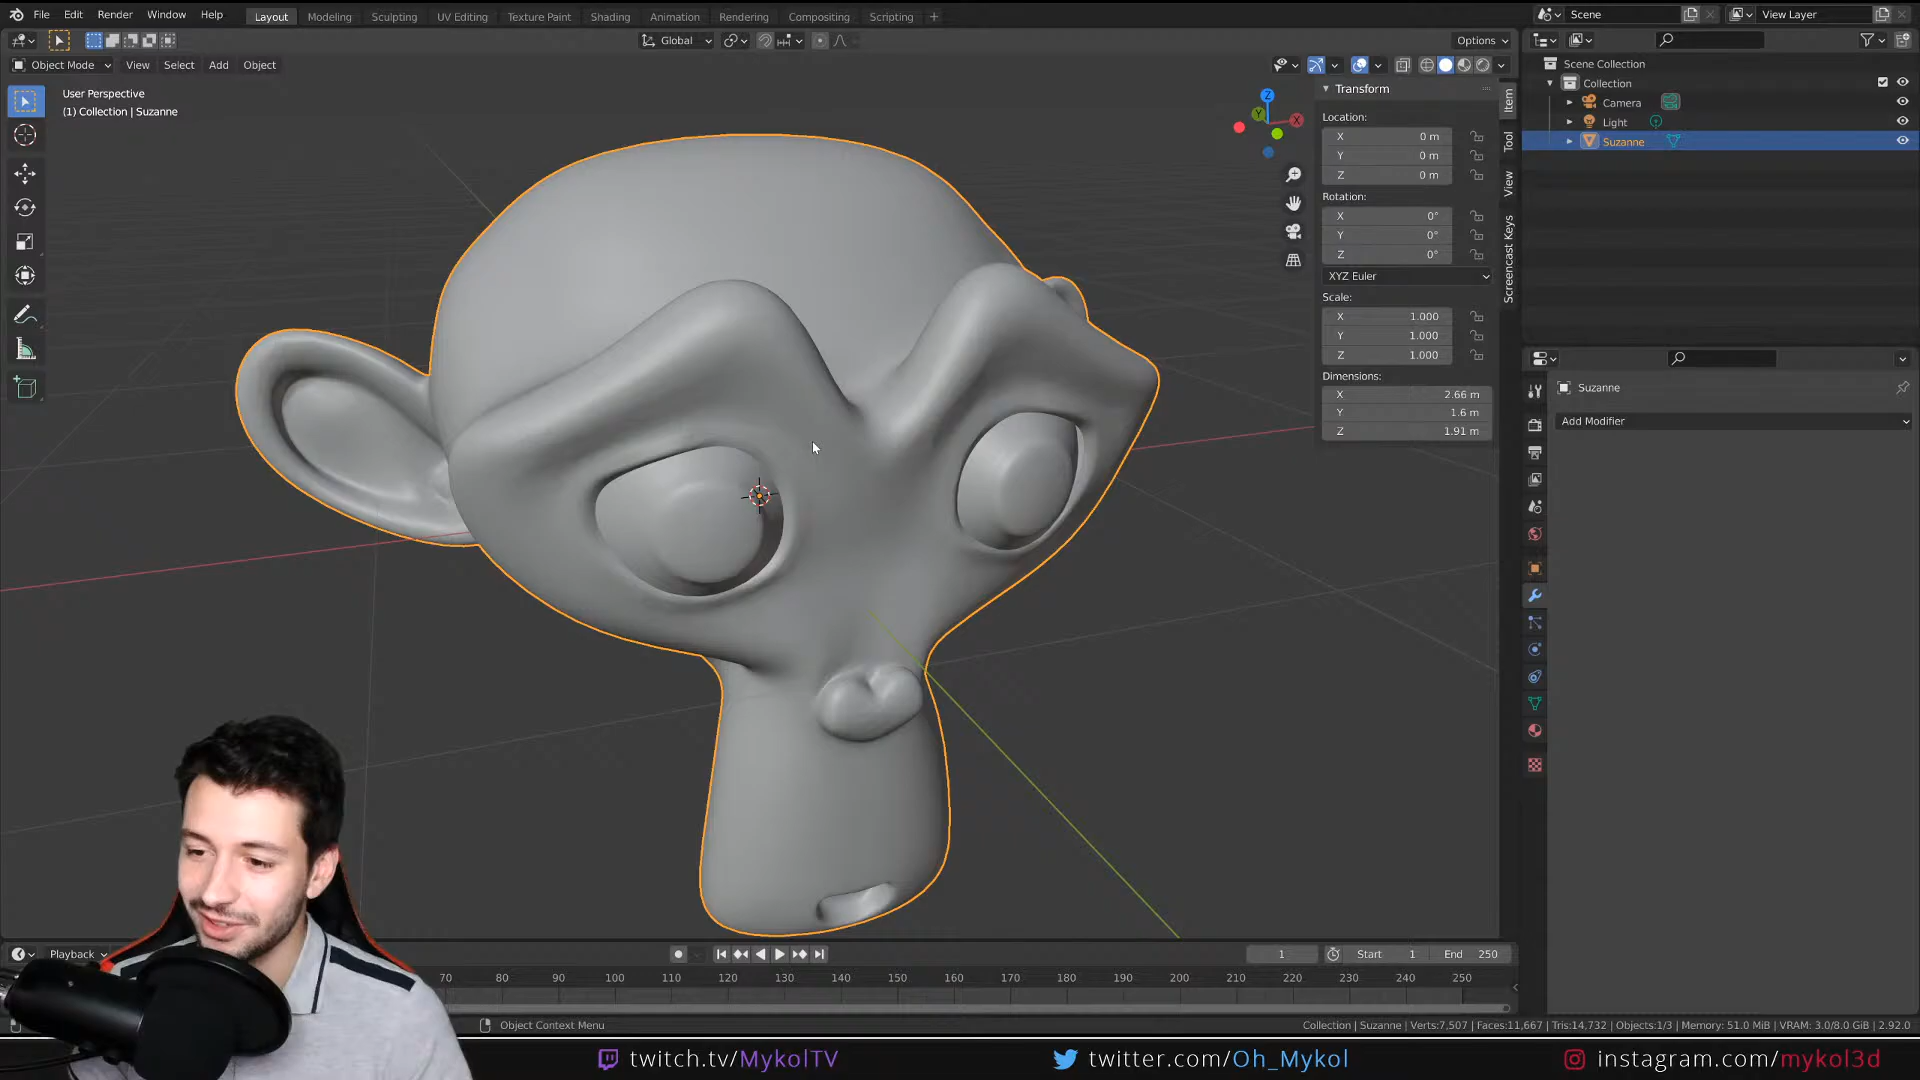 File Edit Render Window Help Layout Modeling Sculpting UV Editing Texture Paint Shading Animation Rendering Compositing Scripting + Scene View Layer
Global Options
Object Mode View Select Add Object
User Perspective
(1) Collection | Suzanne
Z
Y
X
Transform
Location:
X 0 m
Y 0 m
Z 0 m
Rotation:
X 0°
Y 0°
Z 0°
XYZ Euler
Scale:
X 1.000
Y 1.000
Z 1.000
Dimensions:
X 2.66 m
Y 1.6 m
Z 1.91 m
Item
Tool
View
Screencast Keys
Scene Collection
Collection
Camera
Light
Suzanne
Suzanne
Add Modifier
Playback 1 Start 1 End 250
70 80 90 100 110 120 130 140 150 160 170 180 190 200 210 220 230 240 250
Object Context Menu
Collection | Suzanne | Verts:7,507 | Faces:11,667 | Tris:14,732 | Objects:1/3 | Memory: 51.0 MiB | VRAM: 3.0/8.0 GiB | 2.92.0
twitch.tv/MykolTV twitter.com/Oh_Mykol instagram.com/mykol3d